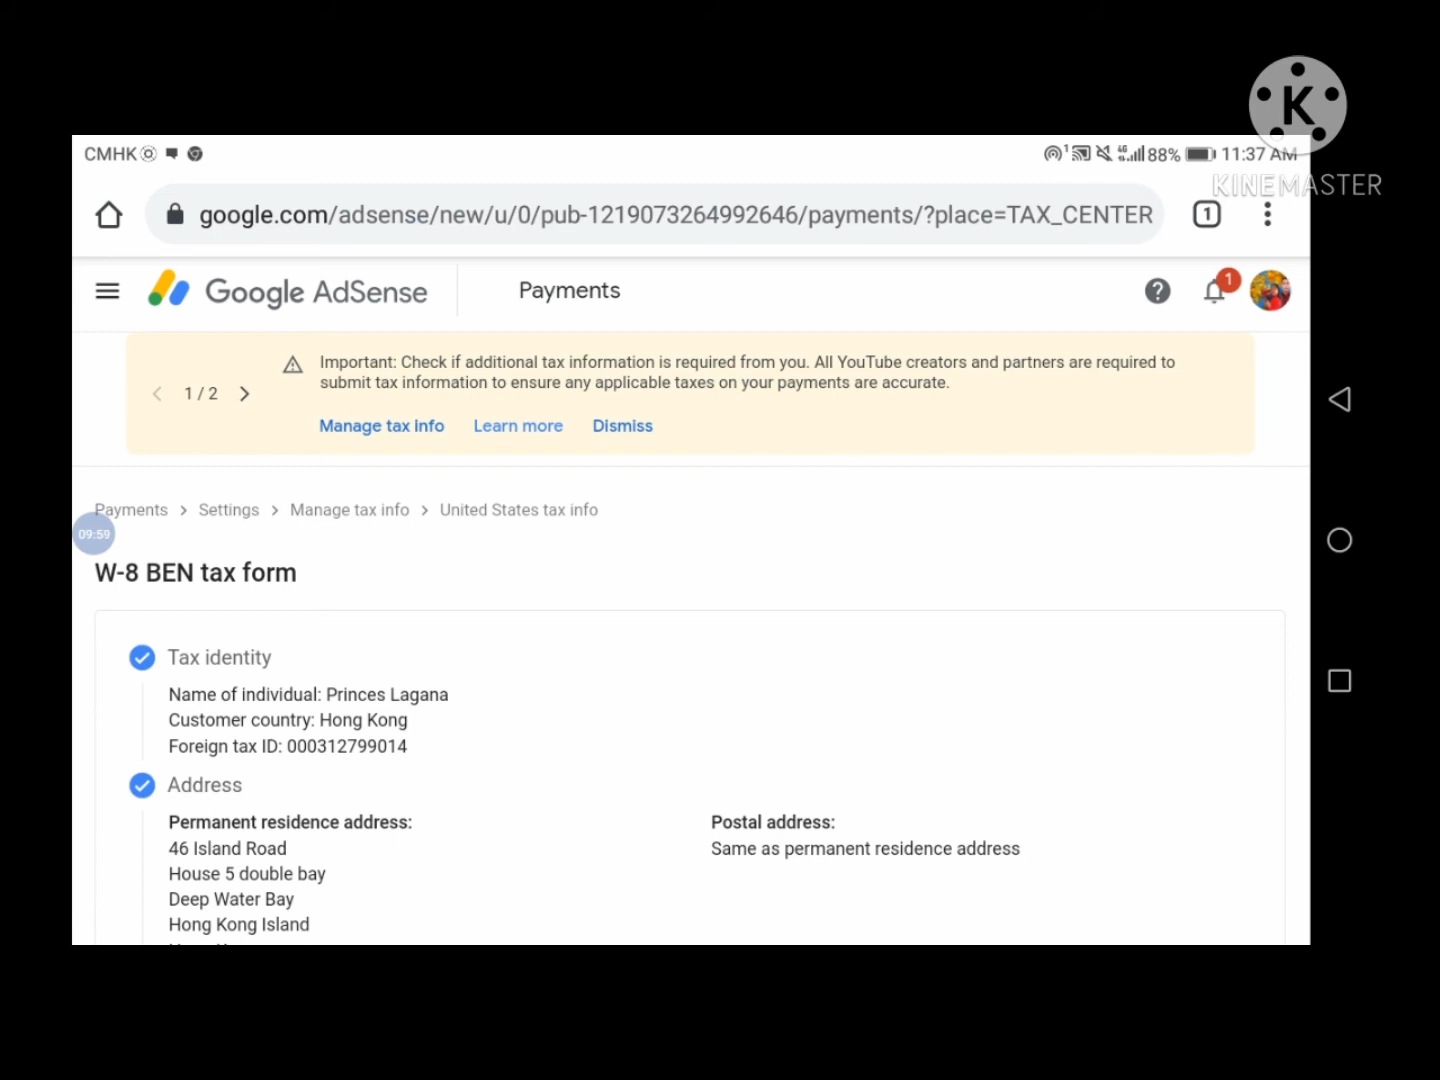 KINEMASTER
CMHK 88% 11:37 AM
google.com/adsense/new/u/0/pub-1219073264992646/payments/?place=TAX_CENTER 1
Google AdSense Payments 1
Important: Check if additional tax information is required from you. All YouTube creators and partners are required to
submit tax information to ensure any applicable taxes on your payments are accurate.
1 / 2
Manage tax info Learn more Dismiss
Payments > Settings > Manage tax info > United States tax info
09:59
W-8 BEN tax form
Tax identity
Name of individual: Princes Lagana
Customer country: Hong Kong
Foreign tax ID: 000312799014
Address
Permanent residence address: Postal address:
46 Island Road Same as permanent residence address
House 5 double bay
Deep Water Bay
Hong Kong Island